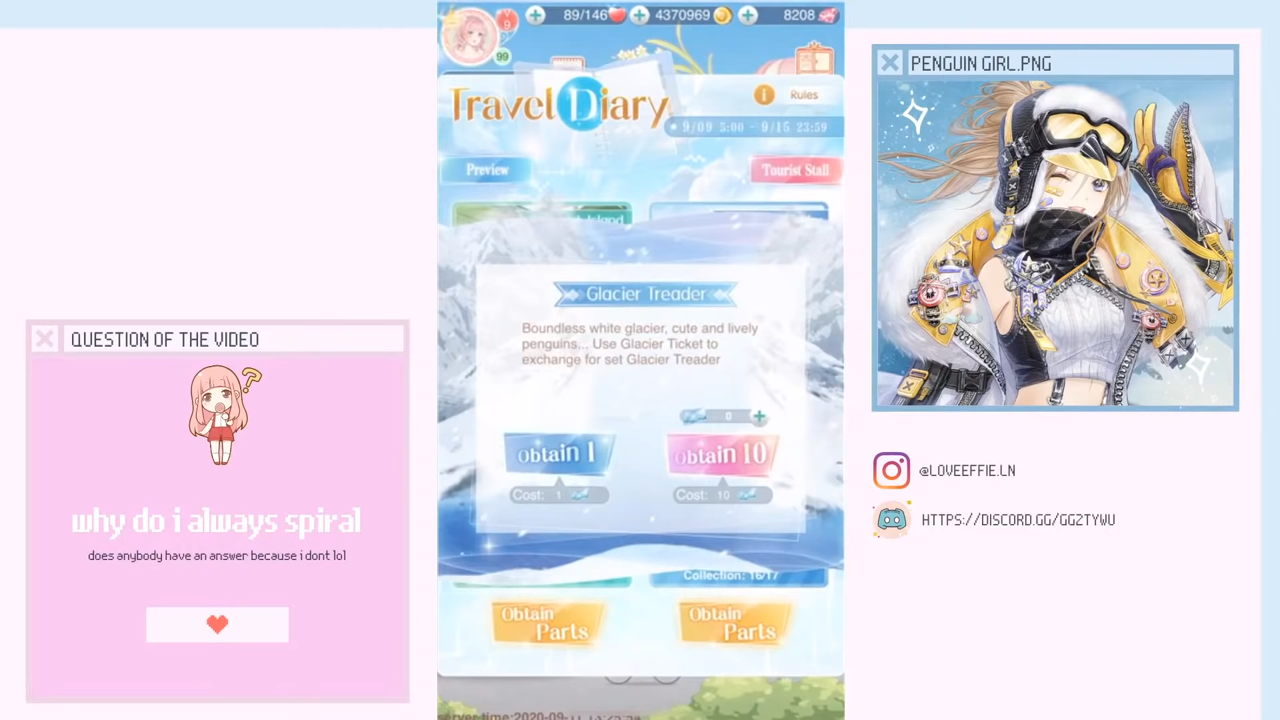 V
9
99
89/146
4370969
8208
Travel Diary
Rules
9/09 5:00 - 9/15 23:59
Preview
Tourist Stall
Island
Glacier Treader
Boundless white glacier, cute and lively
penguins... Use Glacier Ticket to
exchange for set Glacier Treader
0
Obtain 1
Obtain 10
Cost: 1
Cost: 10
Collection: 16/17
Obtain
Parts
Obtain
Parts
QUESTION OF THE VIDEO
why do i always spiral
does anybody have an answer because i dont lol
PENGUIN GIRL.PNG
@LOVEEFFIE.LN
HTTPS://DISCORD.GG/GG2TYWU